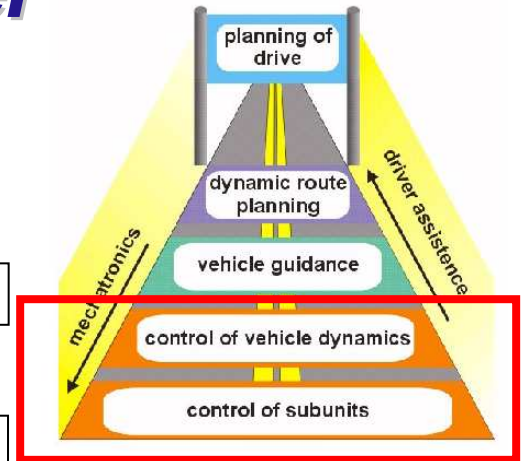 planning of
drive
dynamic route
planning
vehicle guidance
control of vehicle dynamics
control of subunits
mechatronics
driver assistence